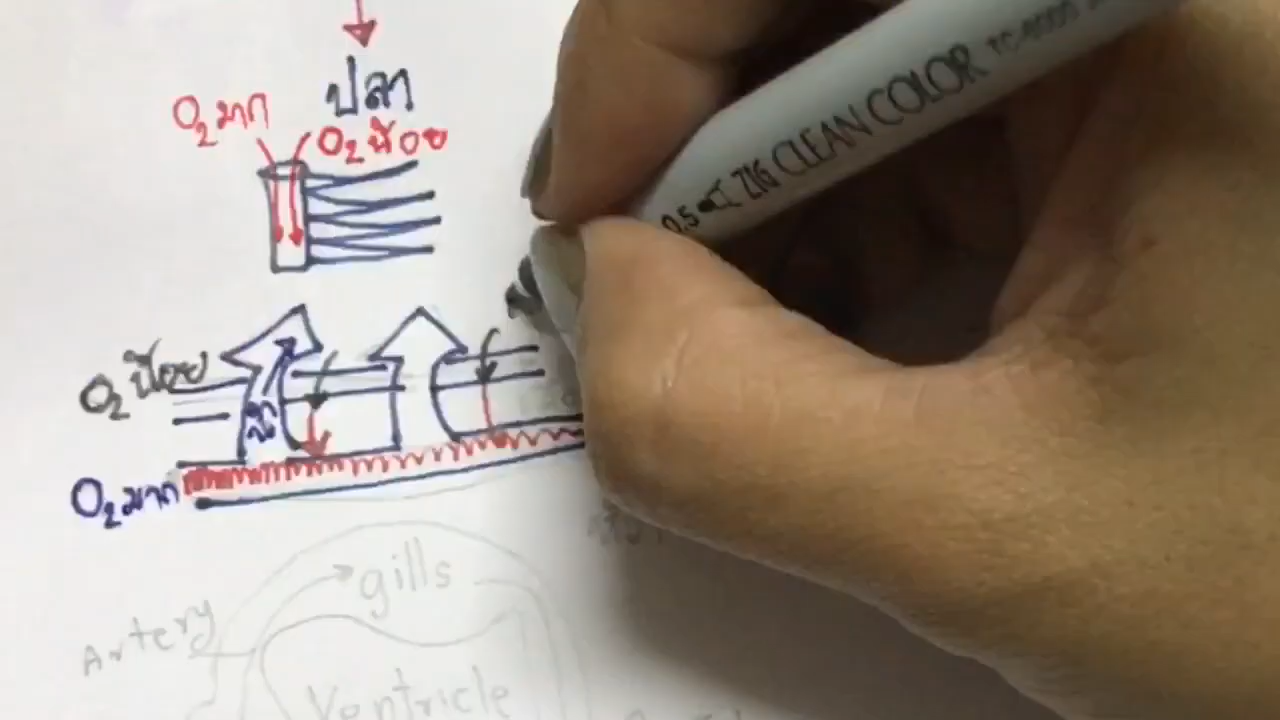 ปลา
O₂มาก
O₂น้อย
O₂น้อย
O₂มาก
gills
Artery
Ventricle
0.5 ZIG CLEAN COLOR